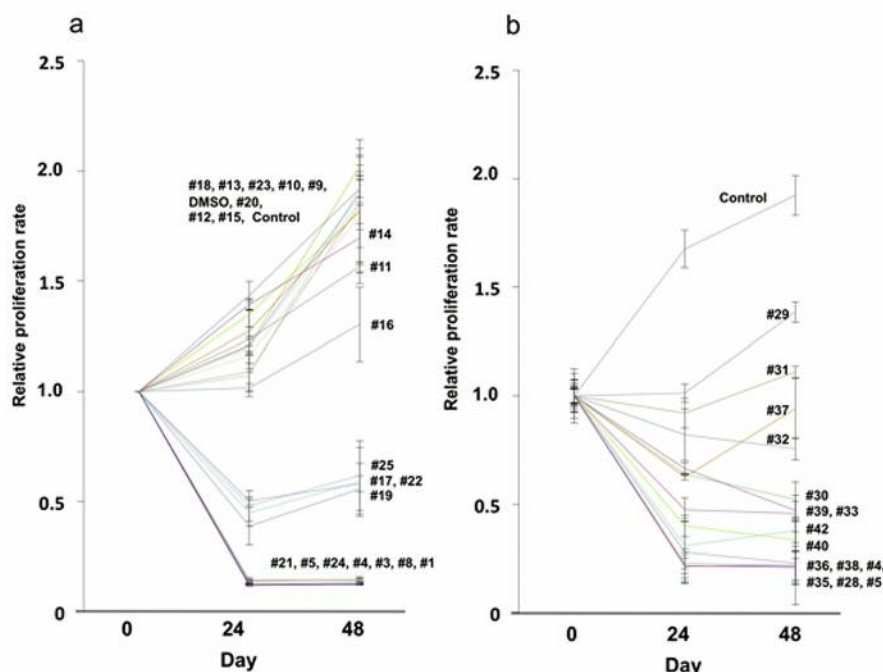 a
Relative proliferation rate
2.5
2.0
1.5
1.0
0.5
0
#18, #13, #23, #10, #9,
DMSO, #20,
#12, #15, Control
#14
#11
#16
#25
#17, #22
#19
#21, #5, #24, #4, #3, #8, #1
0 24 48
Day
b
Relative proliferation rate
2.5
2.0
1.5
1.0
0.5
0
Control
#29
#31
#37
#32
#30
#39, #33
#42
#40
#36, #38, #4,
#35, #28, #5
0 24 48
Day